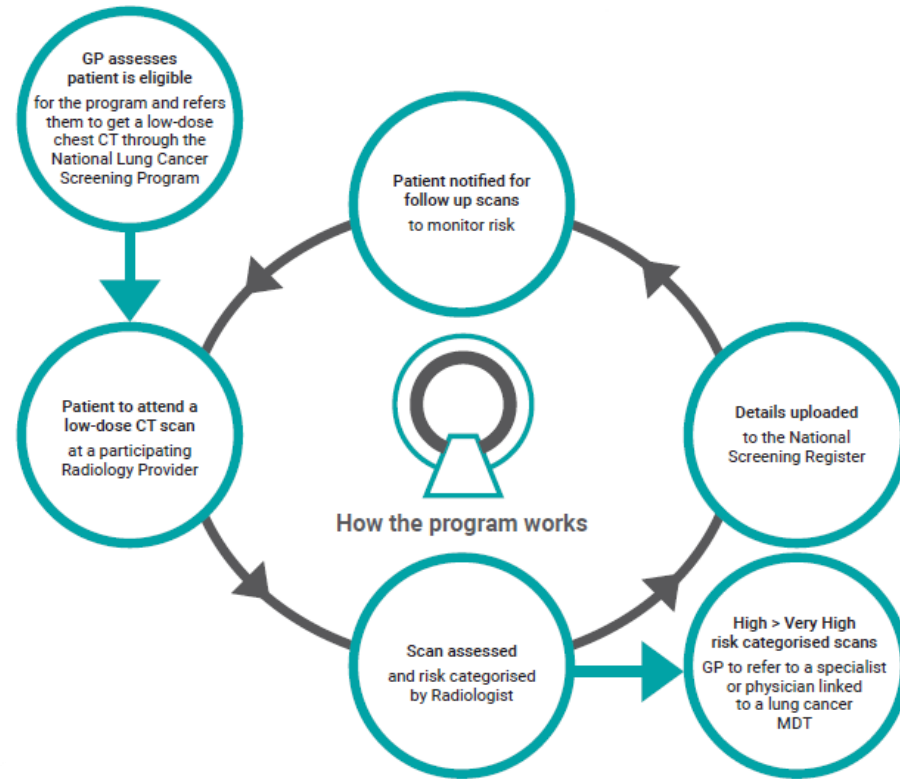 GP assesses
patient is eligible
for the program and refers
them to get a low-dose
chest CT through the
National Lung Cancer
Screening Program
Patient notified for
follow up scans
to monitor risk
Patient to attend a
low-dose CT scan
at a participating
Radiology Provider
Details uploaded
to the National
Screening Register
How the program works
Scan assessed
and risk categorised
by Radiologist
High > Very High
risk categorised scans
GP to refer to a specialist
or physician linked
to a lung cancer
MDT